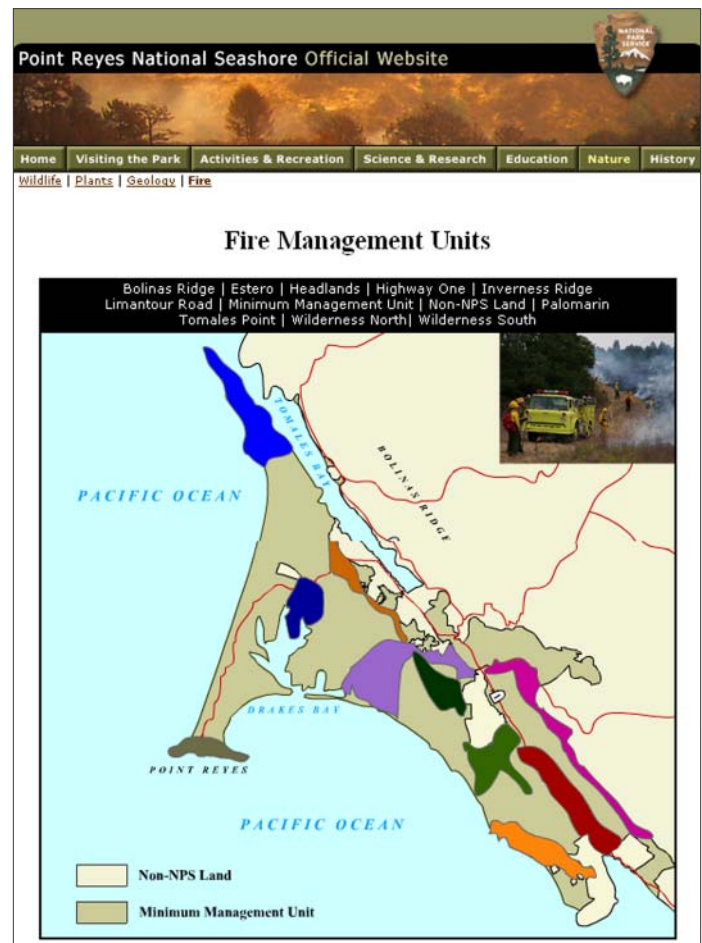 NATIONAL
PARK
SERVICE
Point Reyes National Seashore Official Website
Home Visiting the Park Activities & Recreation Science & Research Education Nature History
Wildlife | Plants | Geology | Fire
Fire Management Units
Bolinas Ridge | Estero | Headlands | Highway One | Inverness Ridge
Limantour Road | Minimum Management Unit | Non-NPS Land | Palomarin
Tomales Point | Wilderness North| Wilderness South
TOMALES BAY
BOLINAS RIDGE
PACIFIC OCEAN
DRAKES BAY
POINT REYES
PACIFIC OCEAN
Non-NPS Land
Minimum Management Unit